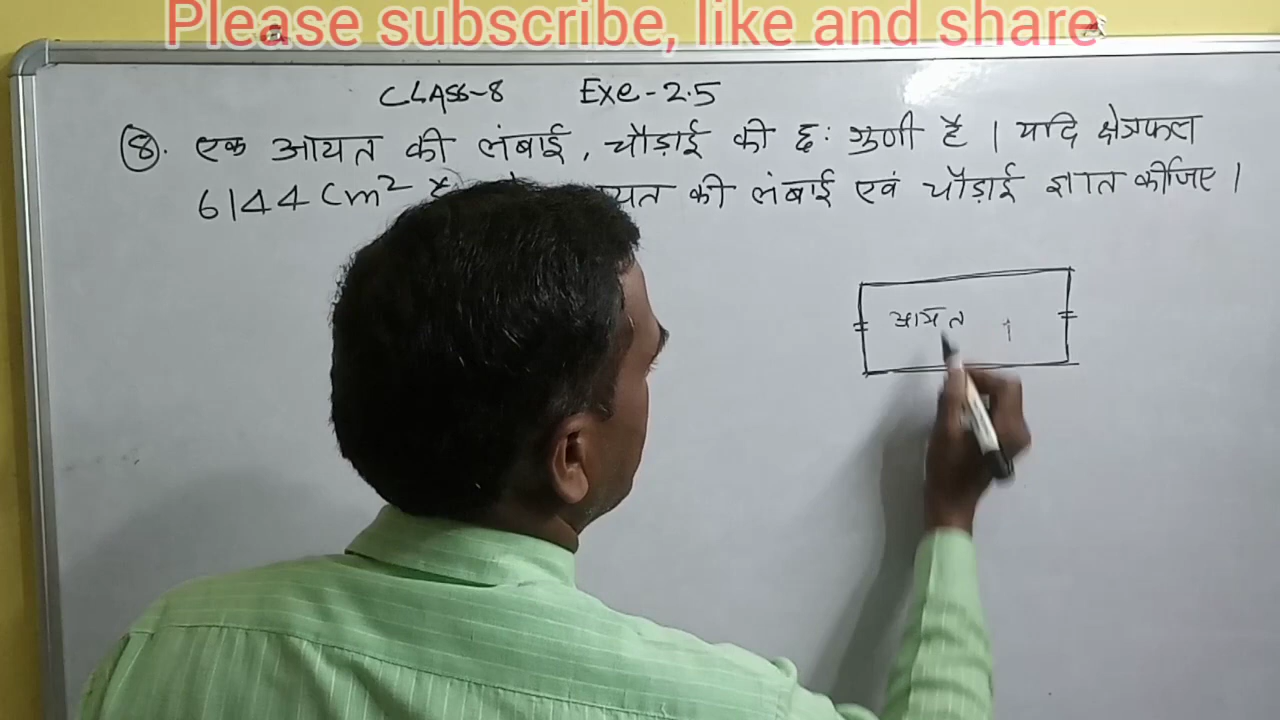 Please subscribe, like and share
CLASS-8 Exe-2.5
8. एक आयत की लंबाई, चौड़ाई की छः गुणी है । यदि क्षेत्रफल
6144 Cm² की लंबाई एवं चौड़ाई ज्ञात कीजिए ।
आयत